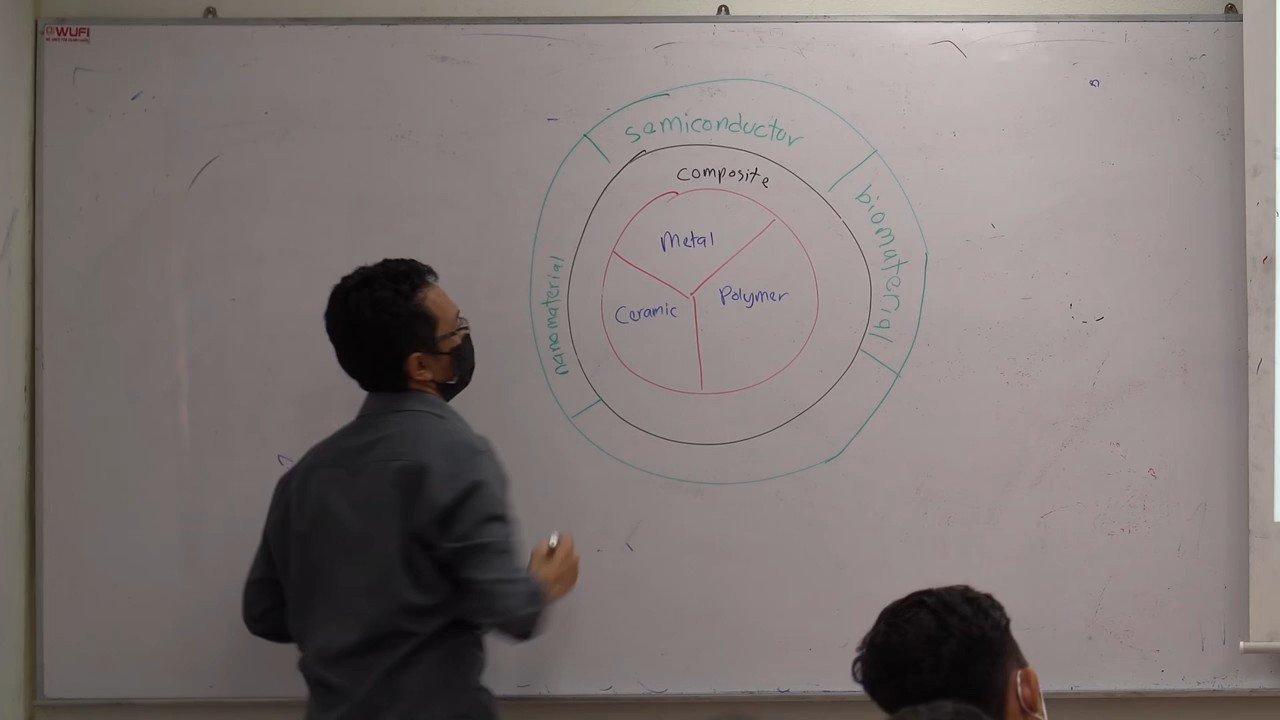 WUFI
semiconductor
composite
Metal
Ceramic
Polymer
nanomaterial
biomaterial